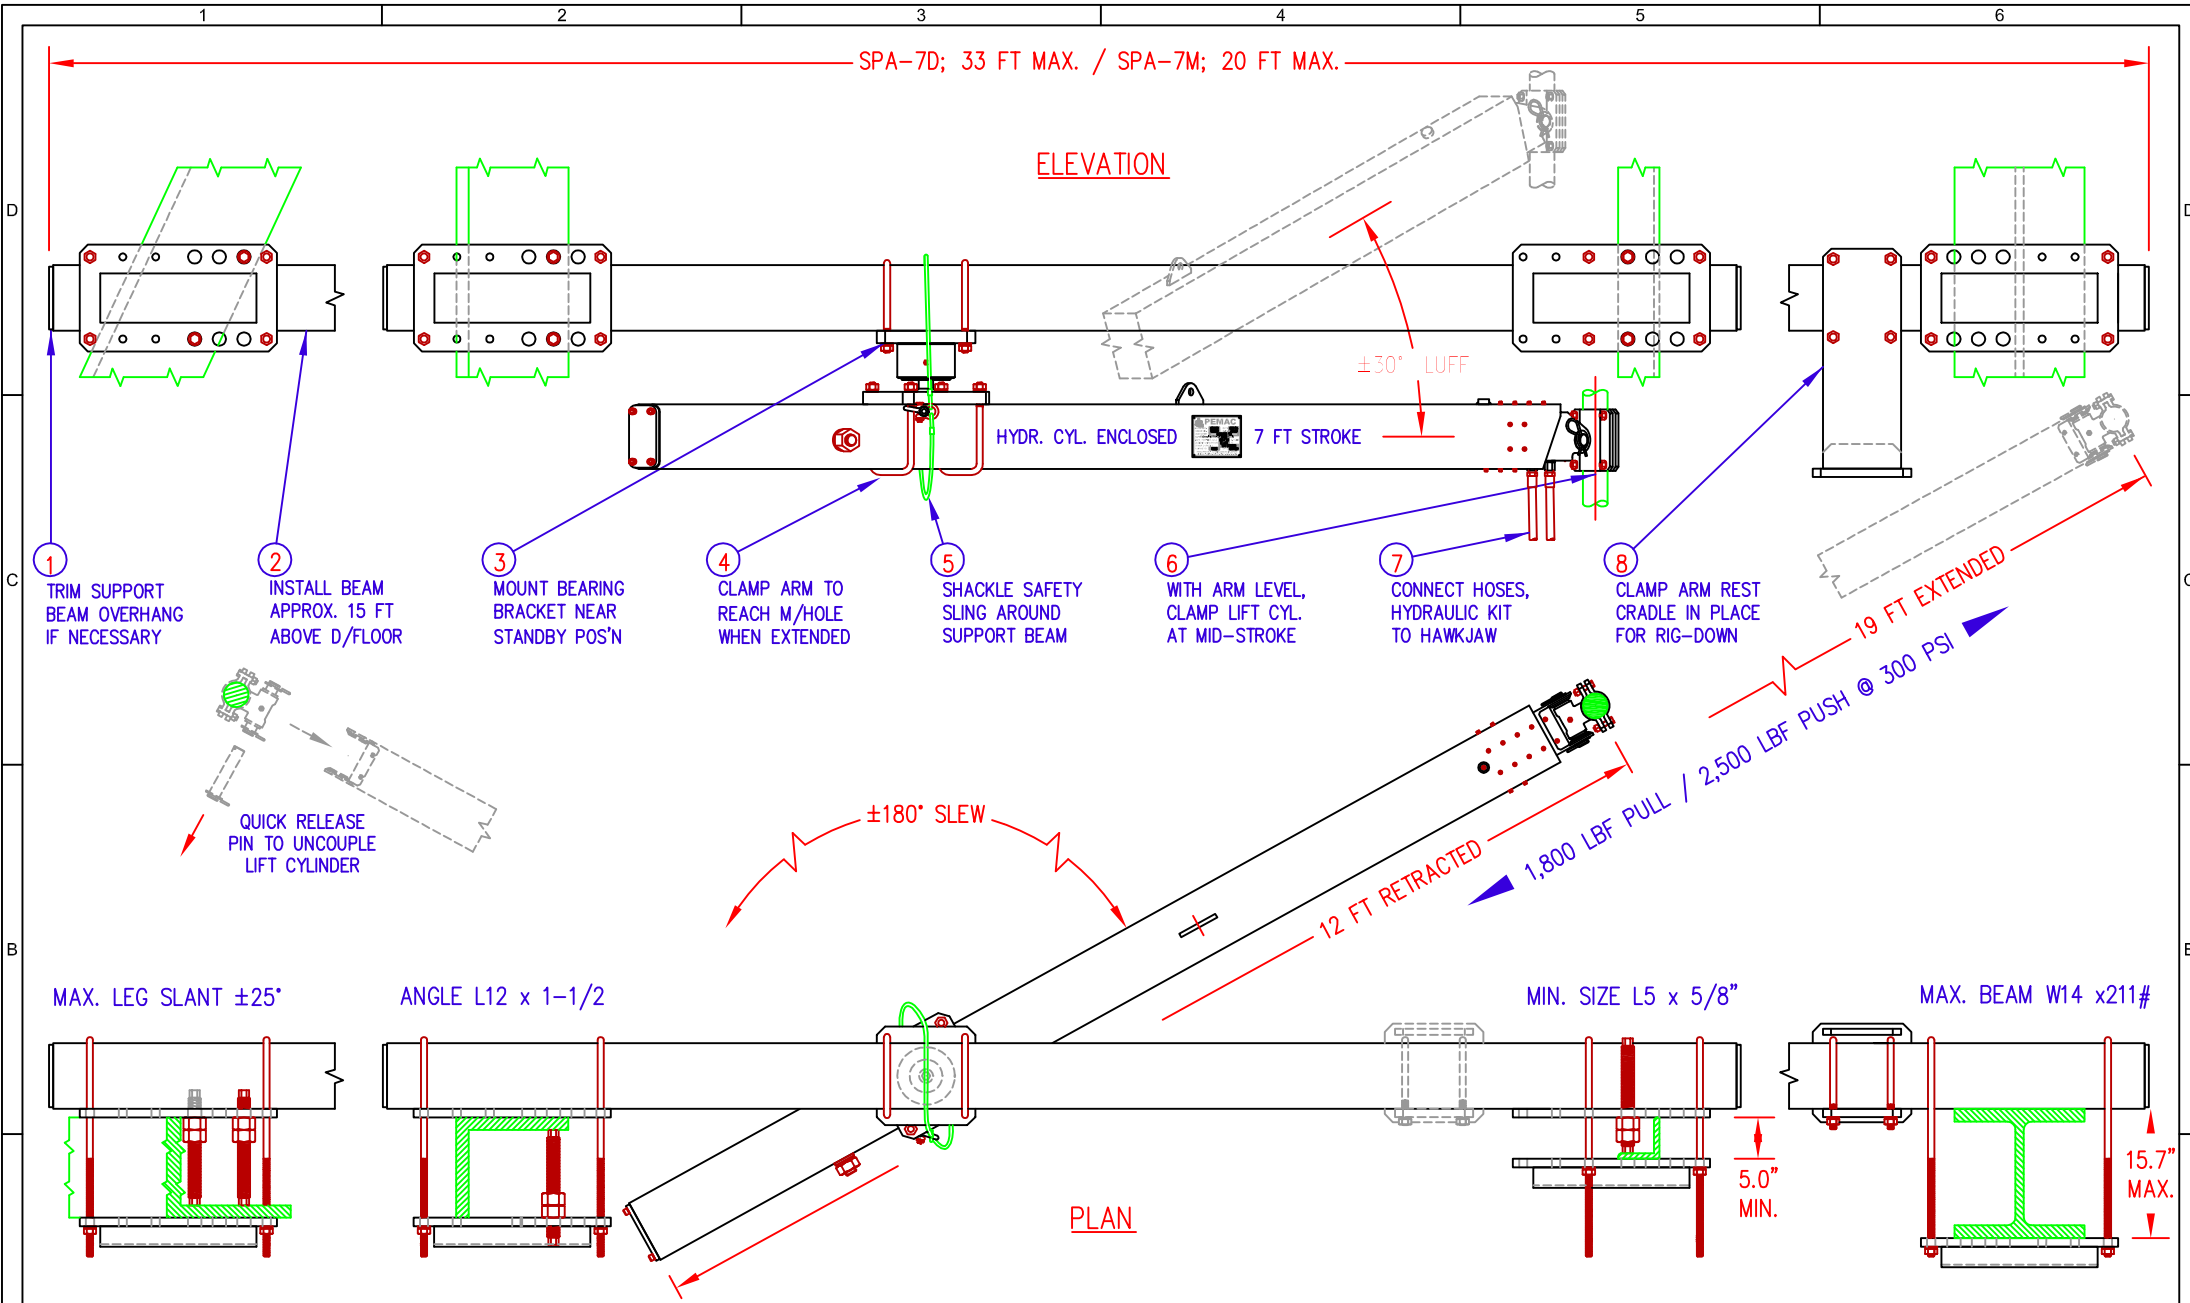 1 2 3 4 5 6
SPA-7D; 33 FT MAX. / SPA-7M; 20 FT MAX.
ELEVATION
D
D
±30° LUFF
HYDR. CYL. ENCLOSED
PEMAC
7 FT STROKE
C
C
1
TRIM SUPPORT
BEAM OVERHANG
IF NECESSARY
2
INSTALL BEAM
APPROX. 15 FT
ABOVE D/FLOOR
3
MOUNT BEARING
BRACKET NEAR
STANDBY POS'N
4
CLAMP ARM TO
REACH M/HOLE
WHEN EXTENDED
5
SHACKLE SAFETY
SLING AROUND
SUPPORT BEAM
6
WITH ARM LEVEL,
CLAMP LIFT CYL.
AT MID-STROKE
7
CONNECT HOSES,
HYDRAULIC KIT
TO HAWKJAW
8
CLAMP ARM REST
CRADLE IN PLACE
FOR RIG-DOWN
19 FT EXTENDED
1,800 LBF PULL / 2,500 LBF PUSH @ 300 PSI
12 FT RETRACTED
QUICK RELEASE
PIN TO UNCOUPLE
LIFT CYLINDER
±180° SLEW
B
B
MAX. LEG SLANT ±25°
ANGLE L12 x 1-1/2
MIN. SIZE L5 x 5/8"
MAX. BEAM W14 x211#
5.0"
MIN.
15.7"
MAX.
PLAN